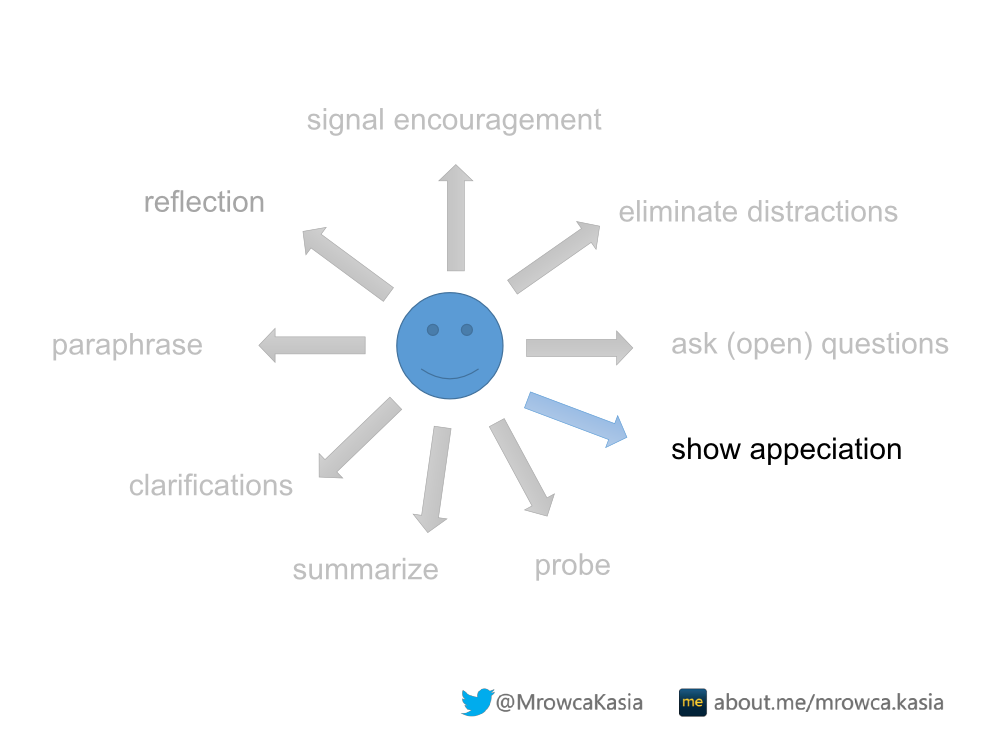 signal encouragement
reflection
eliminate distractions
paraphrase
ask (open) questions
show appeciation
clarifications
summarize
probe
@MrowcaKasia
me about.me/mrowca.kasia